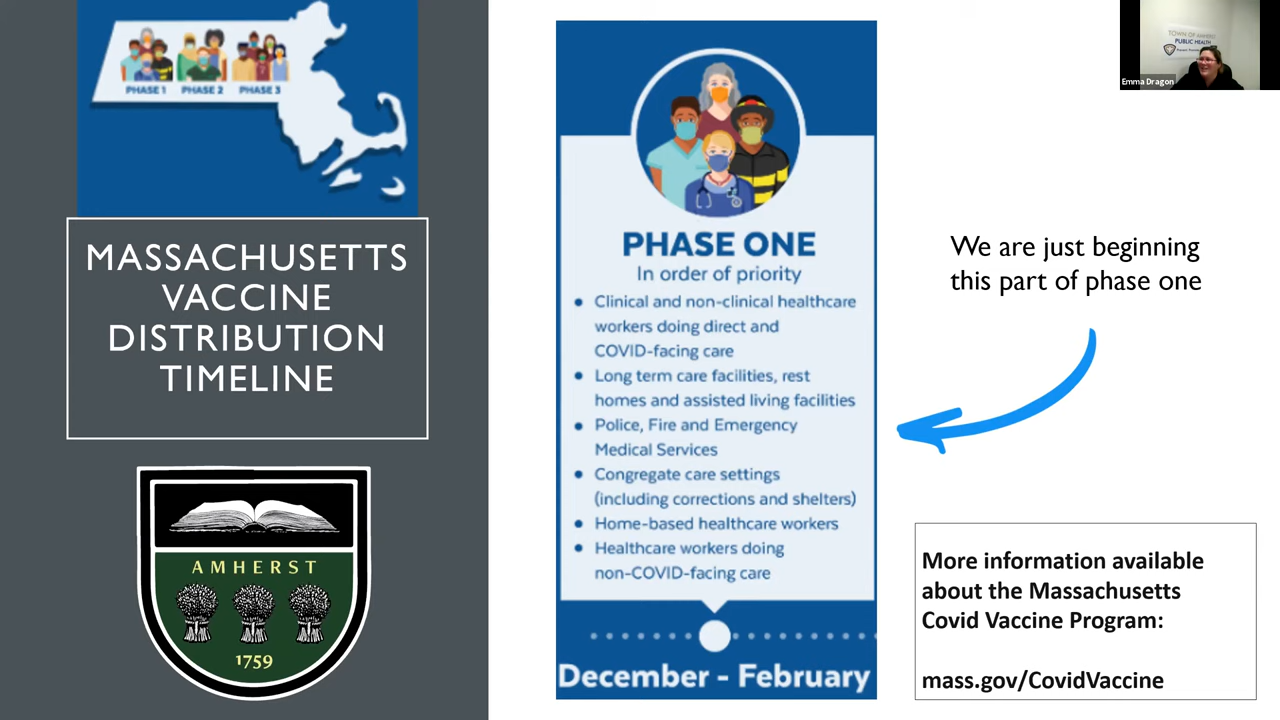 PHASE 1 PHASE 2 PHASE 3
MASSACHUSETTS
VACCINE
DISTRIBUTION
TIMELINE
AMHERST
1759
PHASE ONE
In order of priority
• Clinical and non-clinical healthcare
workers doing direct and
COVID-facing care
• Long term care facilities, rest
homes and assisted living facilities
• Police, Fire and Emergency
Medical Services
• Congregate care settings
(including corrections and shelters)
• Home-based healthcare workers
• Healthcare workers doing
non-COVID-facing care
December - February
We are just beginning
this part of phase one
More information available
about the Massachusetts
Covid Vaccine Program:
mass.gov/CovidVaccine
TOWN OF AMHERST
PUBLIC HEALTH
Emma Dragon